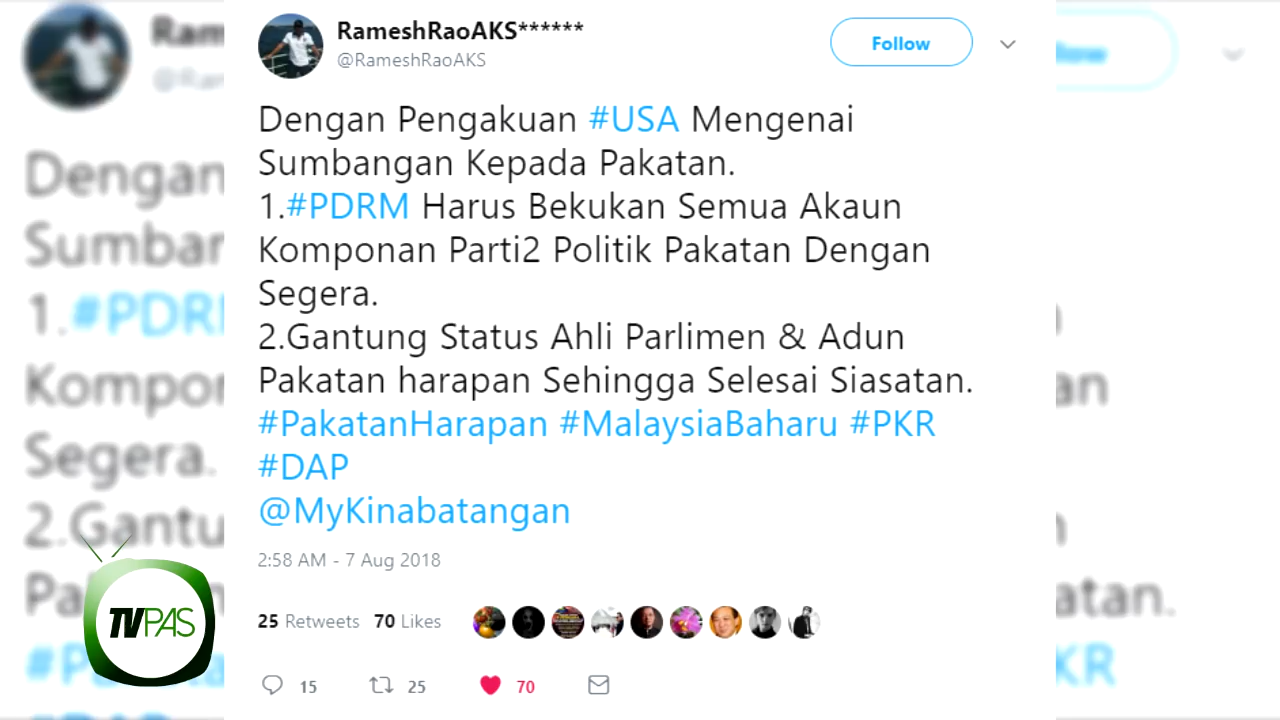 RameshRaoAKS******
@RameshRaoAKS
Follow
Dengan Pengakuan #USA Mengenai
Sumbangan Kepada Pakatan.
1.#PDRM Harus Bekukan Semua Akaun
Komponan Parti2 Politik Pakatan Dengan
Segera.
2.Gantung Status Ahli Parlimen & Adun
Pakatan harapan Sehingga Selesai Siasatan.
#PakatanHarapan #MalaysiaBaharu #PKR
#DAP
@MyKinabatangan
2:58 AM - 7 Aug 2018
25 Retweets 70 Likes
15 25 70
TVPAS